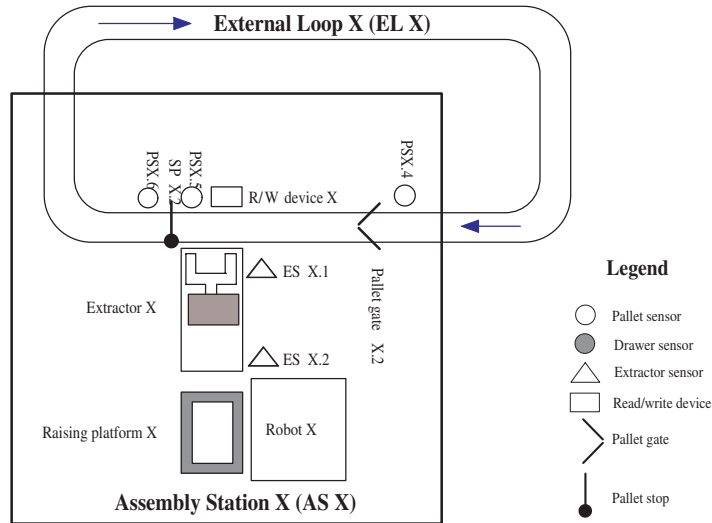 External Loop X (EL X)
PSX.6
SP X.2
PSX.5
R/W device X
PSX.4
ES X.1
Extractor X
Pallet gate X.2
ES X.2
Raising platform X
Robot X
Assembly Station X (AS X)
Legend
Pallet sensor
Drawer sensor
Extractor sensor
Read/write device
Pallet gate
Pallet stop